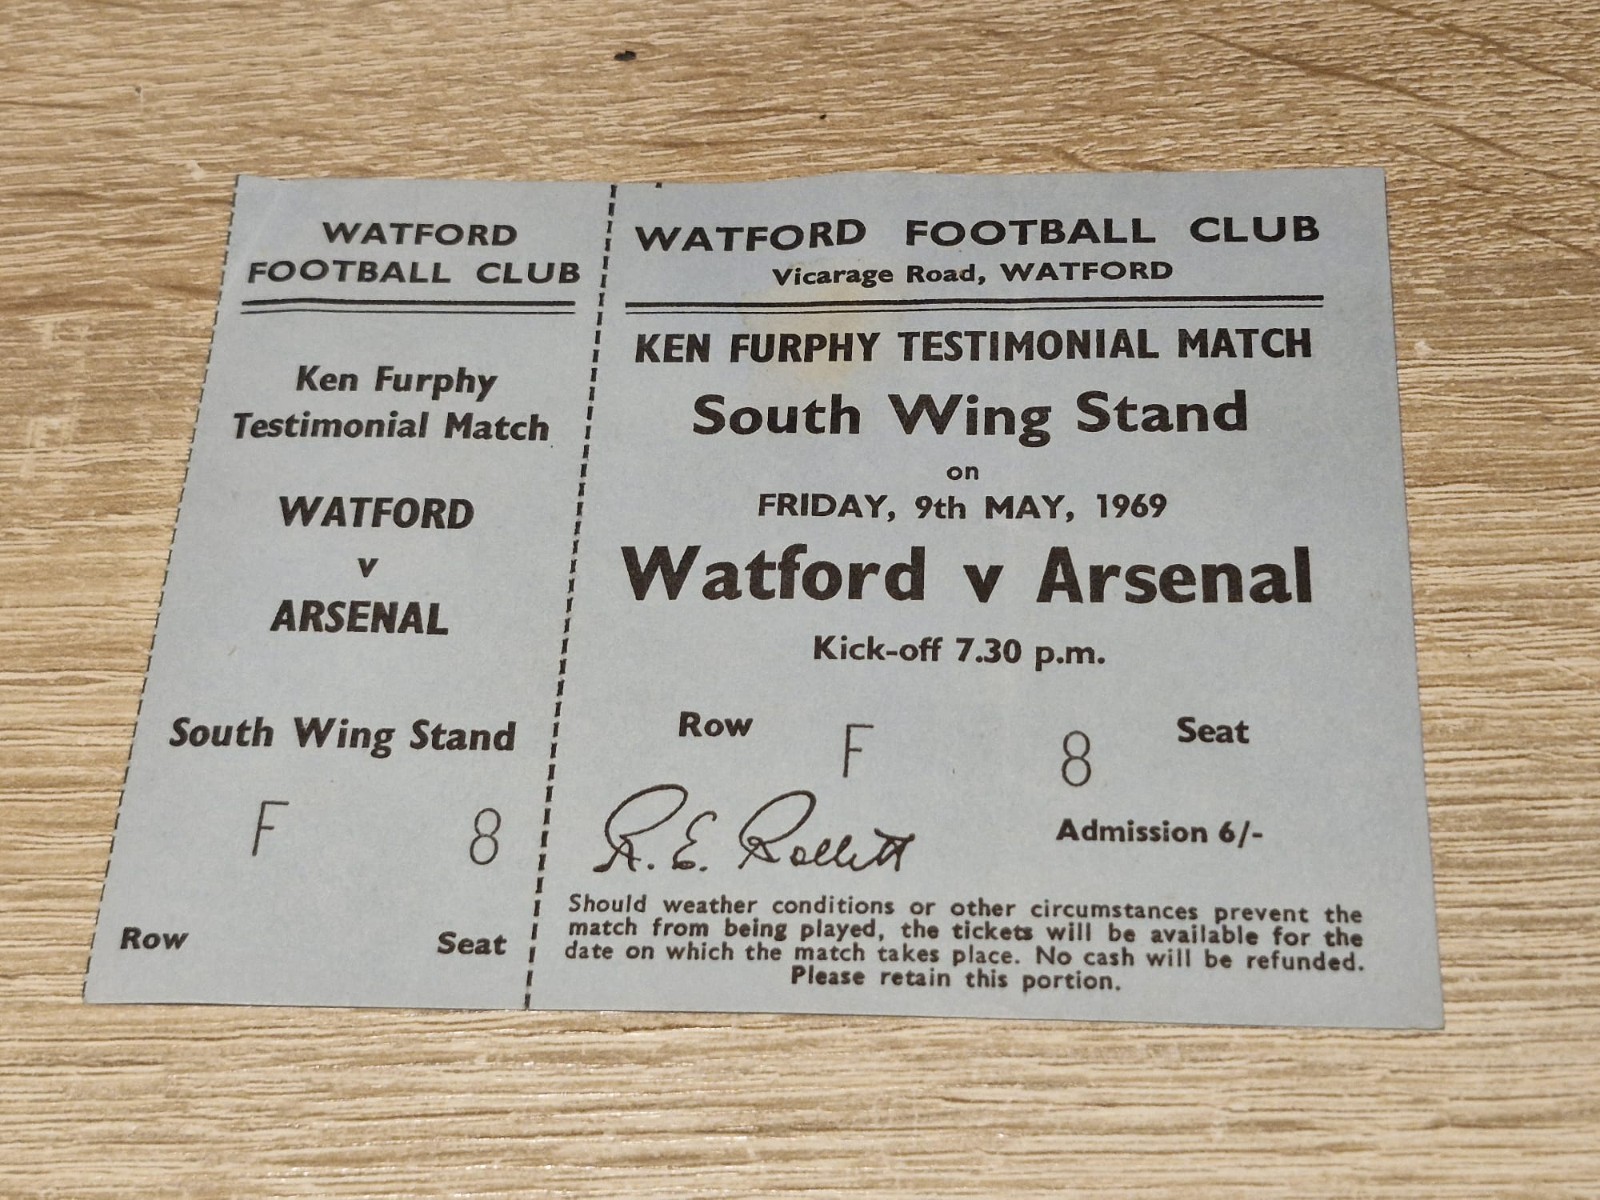 WATFORD
FOOTBALL CLUB
Ken Furphy
Testimonial Match
WATFORD
v
ARSENAL
South Wing Stand
F 8
Row Seat
WATFORD FOOTBALL CLUB
Vicarage Road, WATFORD
KEN FURPHY TESTIMONIAL MATCH
South Wing Stand
on
FRIDAY, 9th MAY, 1969
Watford v Arsenal
Kick-off 7.30 p.m.
Row F 8 Seat
R. E. Rollitt
Admission 6/-
Should weather conditions or other circumstances prevent the
match from being played, the tickets will be available for the
date on which the match takes place. No cash will be refunded.
Please retain this portion.